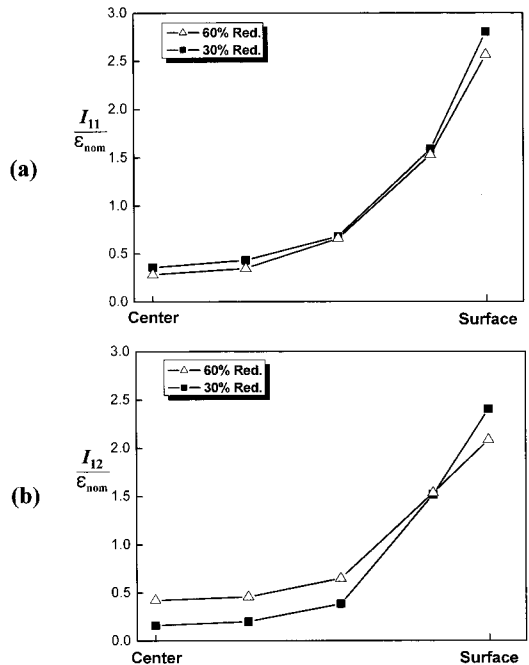 3.0
60% Red.
30% Red.
2.5
2.0
I11
εnom
(a)
1.5
1.0
0.5
0.0
Center
Surface
3.0
60% Red.
30% Red.
2.5
2.0
I12
εnom
(b)
1.5
1.0
0.5
0.0
Center
Surface